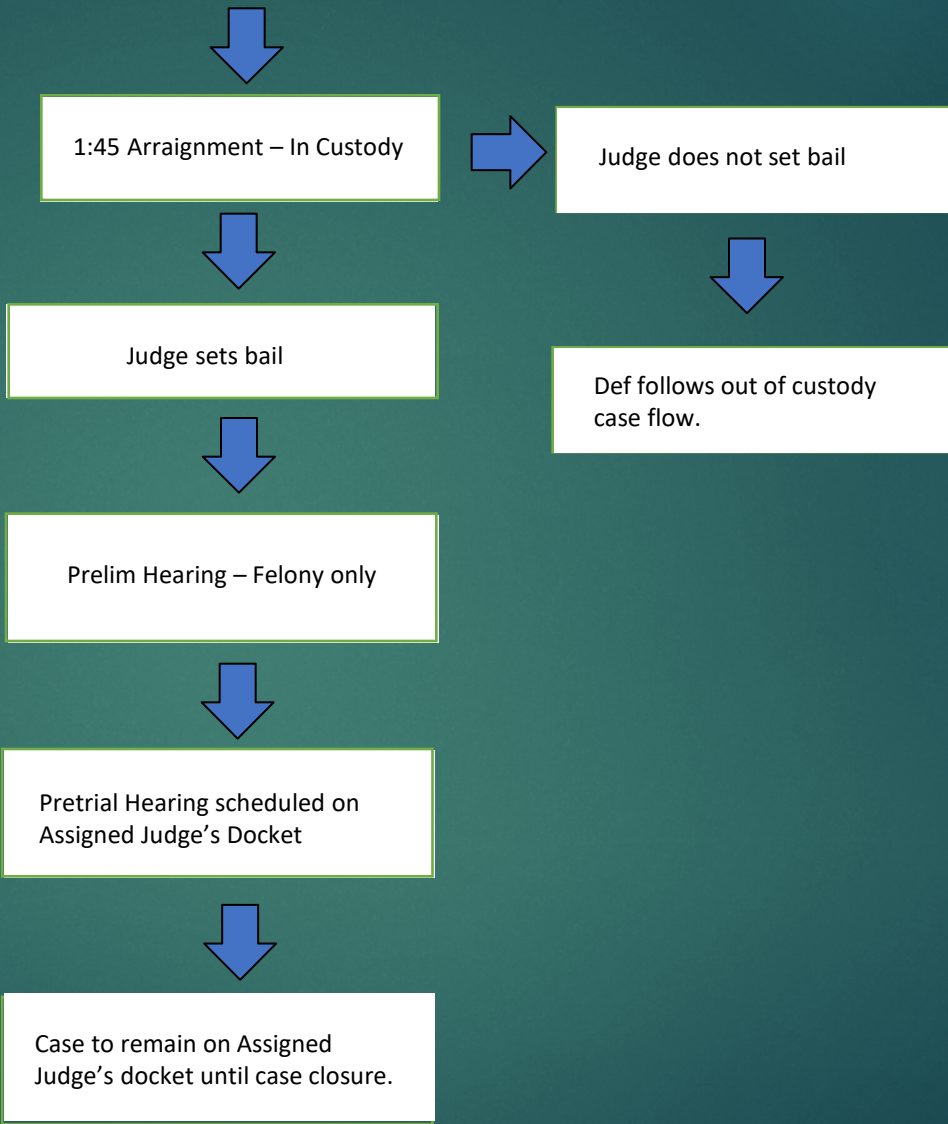 1:45 Arraignment – In Custody
Judge does not set bail
Judge sets bail
Def follows out of custody
case flow.
Prelim Hearing – Felony only
Pretrial Hearing scheduled on
Assigned Judge’s Docket
Case to remain on Assigned
Judge’s docket until case closure.